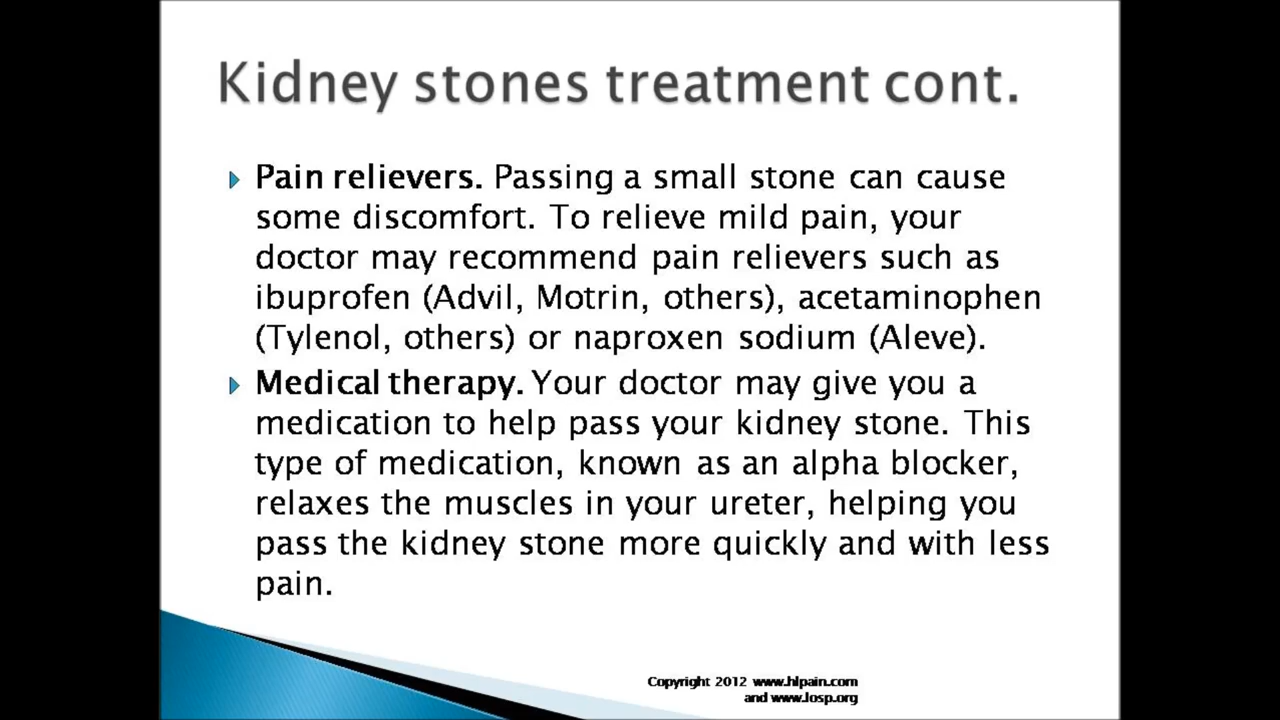 Kidney stones treatment cont.
Pain relievers. Passing a small stone can cause
some discomfort. To relieve mild pain, your
doctor may recommend pain relievers such as
ibuprofen (Advil, Motrin, others), acetaminophen
(Tylenol, others) or naproxen sodium (Aleve).
Medical therapy. Your doctor may give you a
medication to help pass your kidney stone. This
type of medication, known as an alpha blocker,
relaxes the muscles in your ureter, helping you
pass the kidney stone more quickly and with less
pain.
Copyright 2012 www.hlpain.com
and www.losp.org